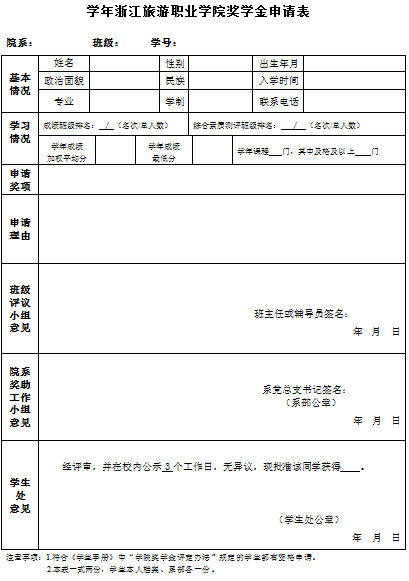 学年浙江旅游职业学院奖学金申请表
院系： 班级： 学号：
基本情况 姓名 性别 出生年月
政治面貌 民族 入学时间
专业 学制 联系电话
学习情况 成绩班级排名： / （名次/总人数） 综合素质测评班级排名： / （名次/总人数）
学年成绩加权平均分 学年成绩最低分 学年课程___门，其中及格及以上___门
申请奖项
申请理由
班级评议小组意见
班主任或辅导员签名：
年 月 日
院系奖助工作小组意见
系党总支书记签名：
（系部公章）
年 月 日
学生处意见
经评审，并在校内公示 3 个工作日，无异议，现批准该同学获得____。
（学生处公章）
年 月 日
注意事项：1.符合《学生手册》中“学院奖学金评定办法”规定的学生都有资格申请。
2.本表一式两份，学生本人档案、系部各一份。